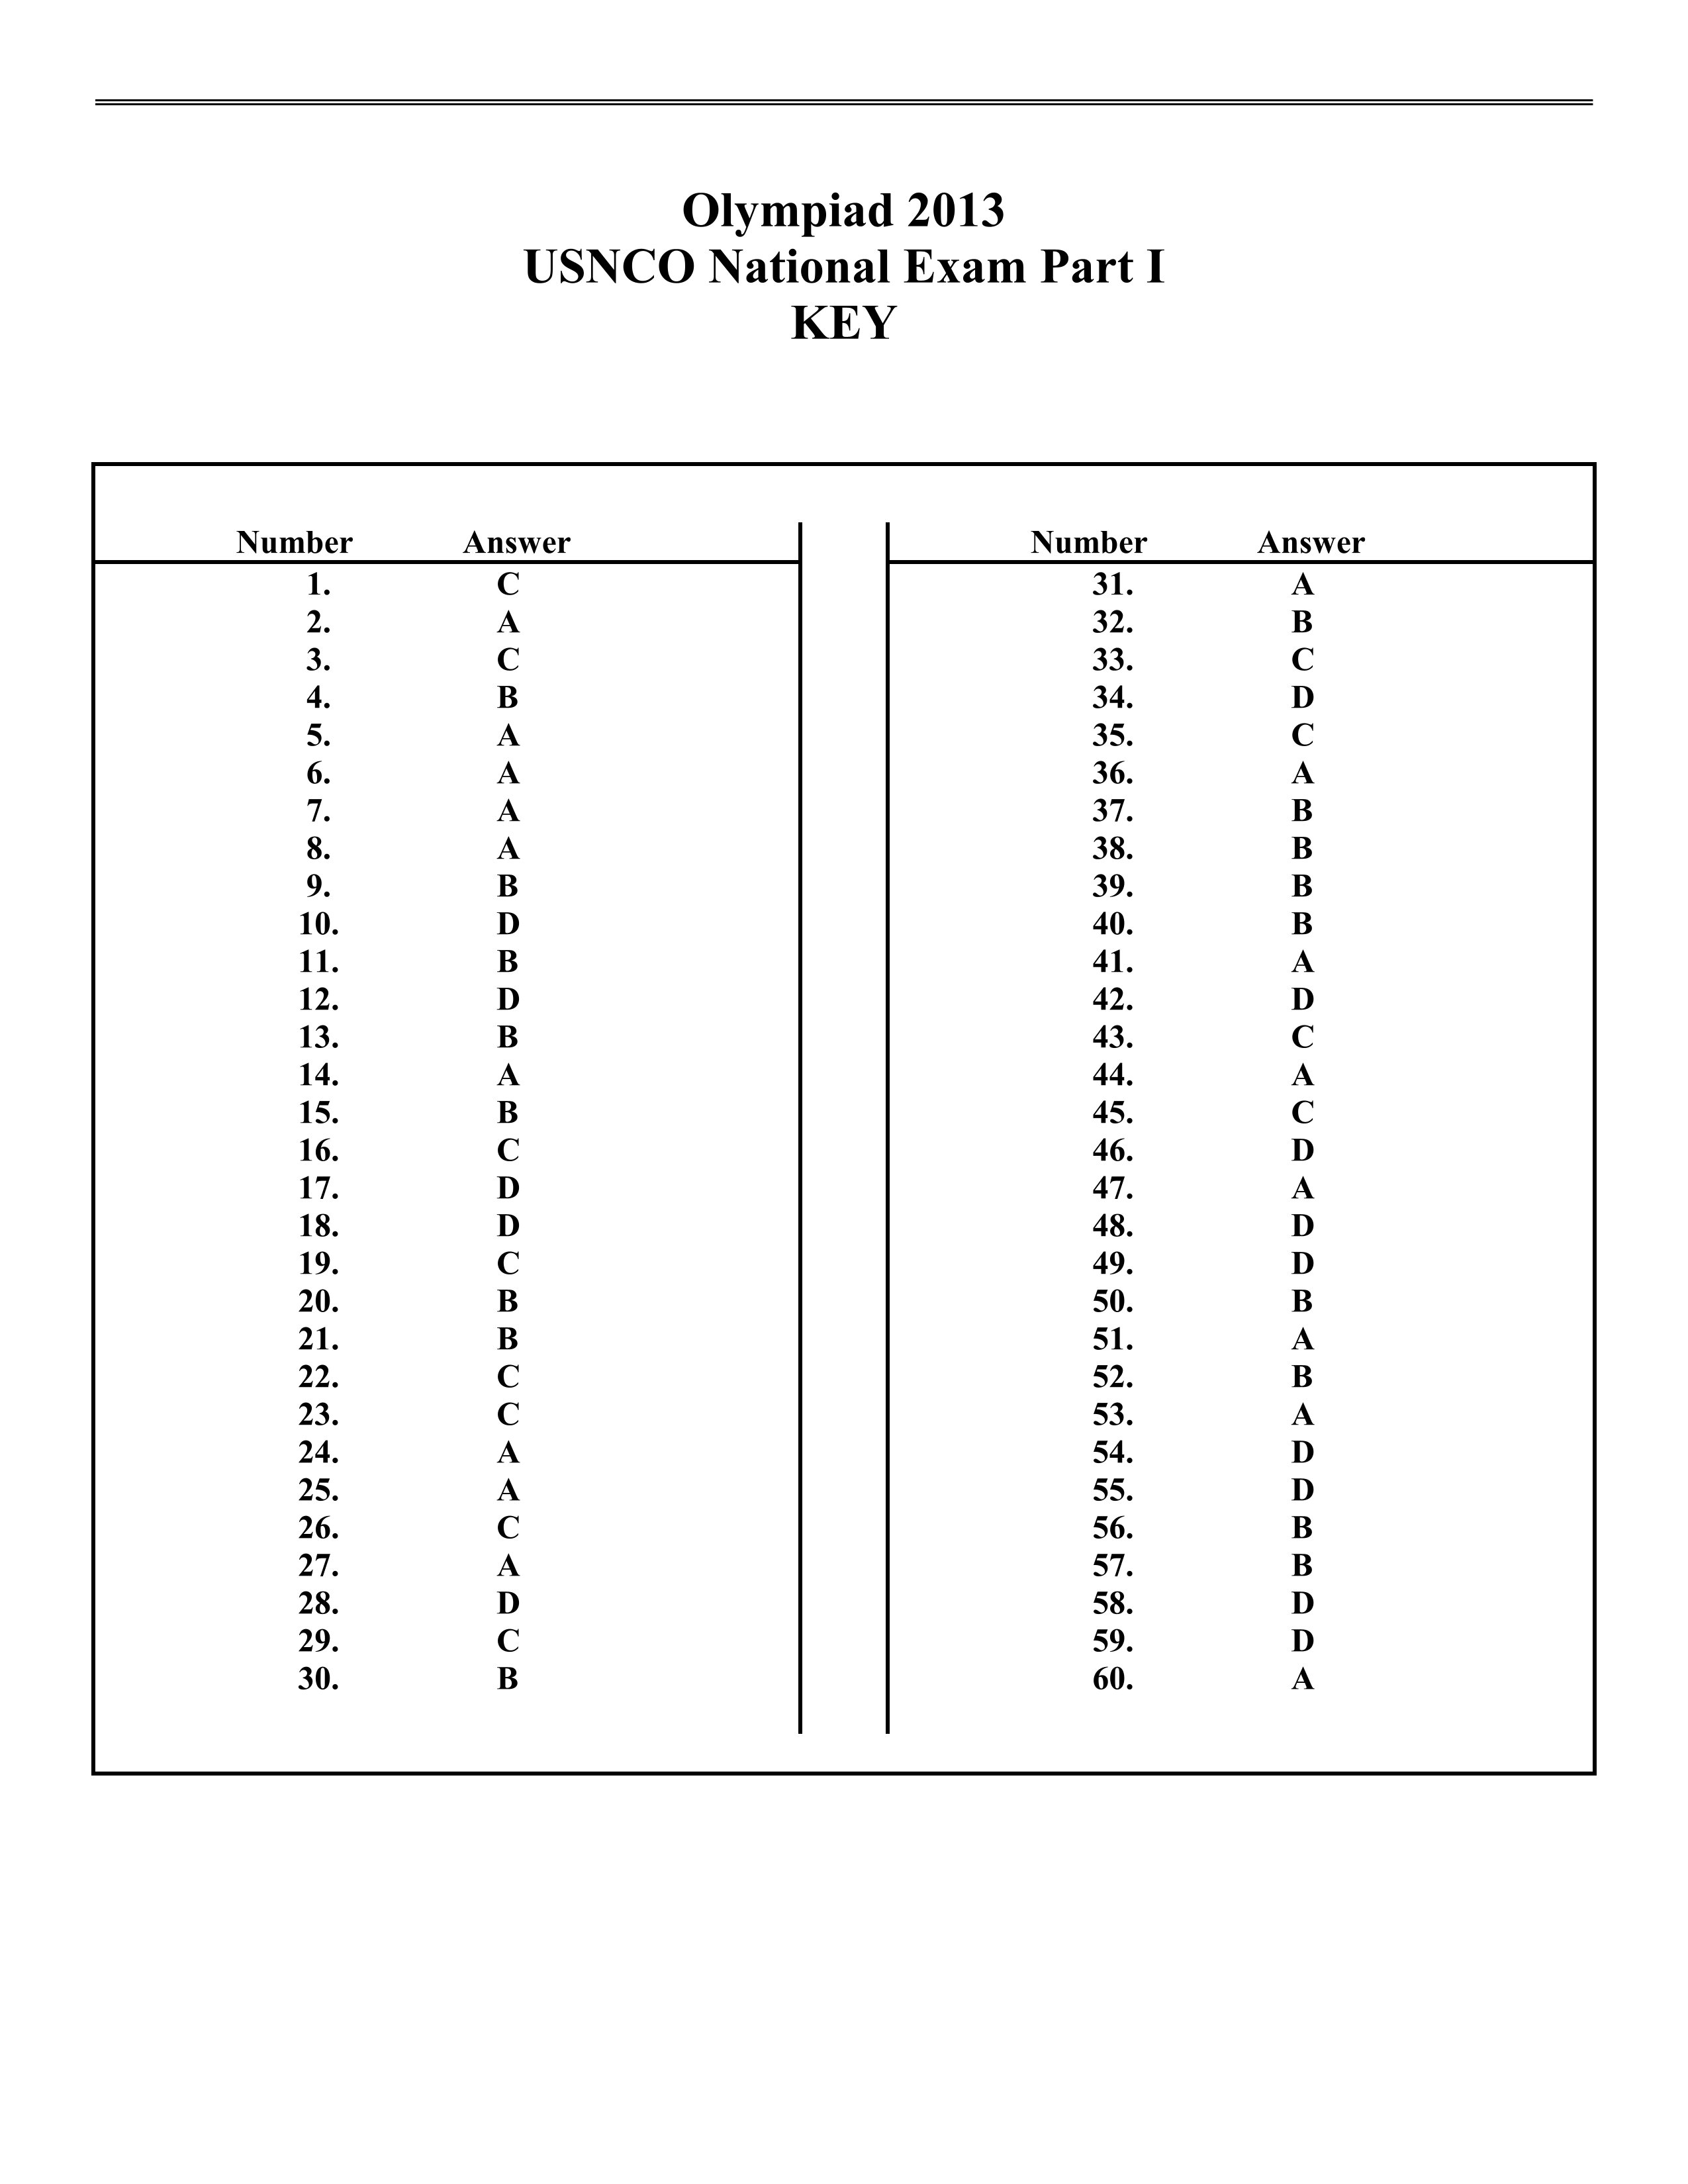 Olympiad 2013
USNCO National Exam Part I
KEY
Number Answer
1. C
2. A
3. C
4. B
5. A
6. A
7. A
8. A
9. B
10. D
11. B
12. D
13. B
14. A
15. B
16. C
17. D
18. D
19. C
20. B
21. B
22. C
23. C
24. A
25. A
26. C
27. A
28. D
29. C
30. B
Number Answer
31. A
32. B
33. C
34. D
35. C
36. A
37. B
38. B
39. B
40. B
41. A
42. D
43. C
44. A
45. C
46. D
47. A
48. D
49. D
50. B
51. A
52. B
53. A
54. D
55. D
56. B
57. B
58. D
59. D
60. A